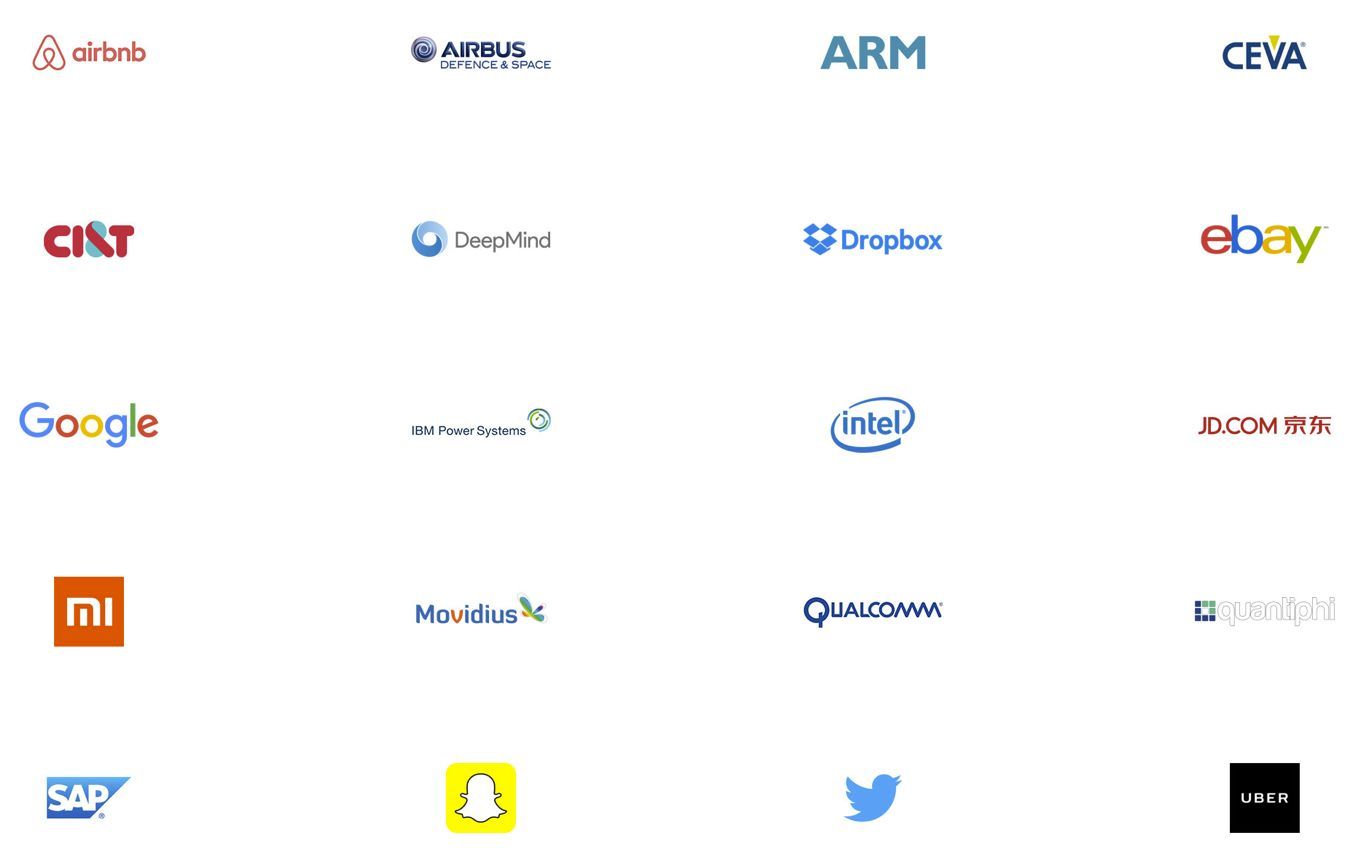 airbnb
AIRBUS
DEFENCE & SPACE
ARM
CEVA®
CI&T
DeepMind
Dropbox
ebay™
Google
IBM Power Systems
intel®
JD.COM 京东
mi
Movidius
QUALCOMM®
quantiphi
SAP®
UBER